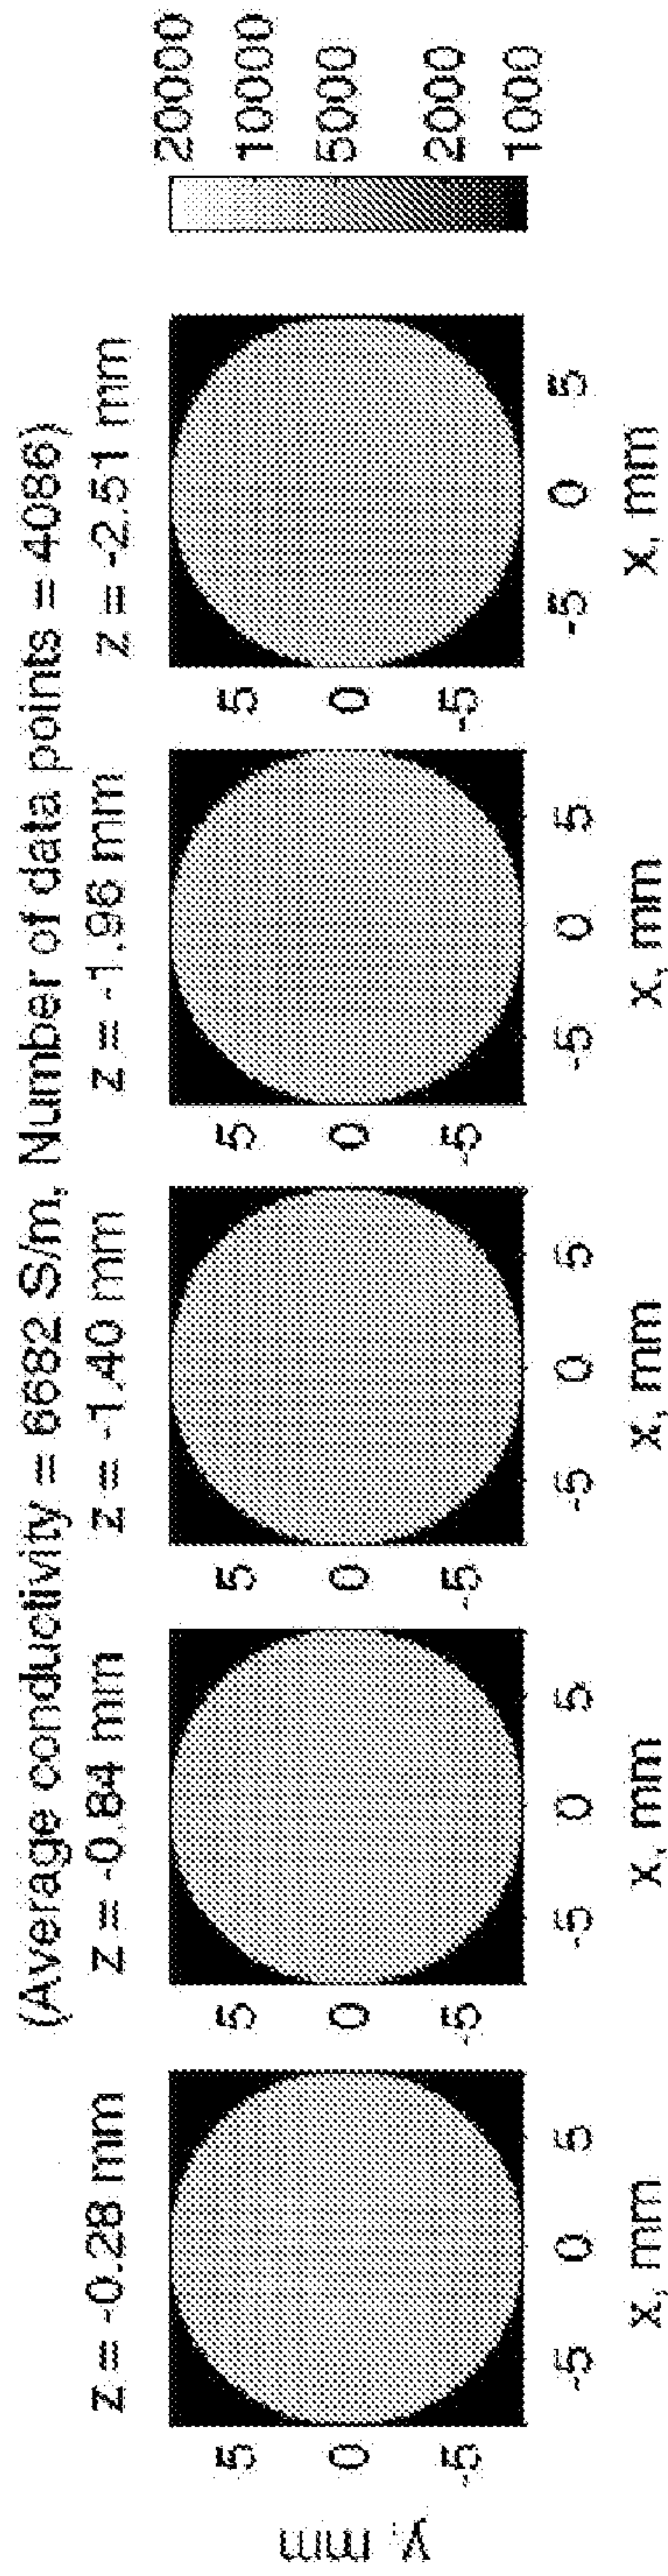 (Average conductivity = 6682 S/m, Number of data points = 4086)
z = -0.28 mm
z = -0.84 mm
z = -1.40 mm
z = -1.96 mm
z = -2.51 mm
y, mm
5
0
-5
5
0
-5
5
0
-5
5
0
-5
5
0
-5
-5 0 5
-5 0 5
-5 0 5
-5 0 5
-5 0 5
x, mm
x, mm
x, mm
x, mm
x, mm
20000
10000
5000
2000
1000